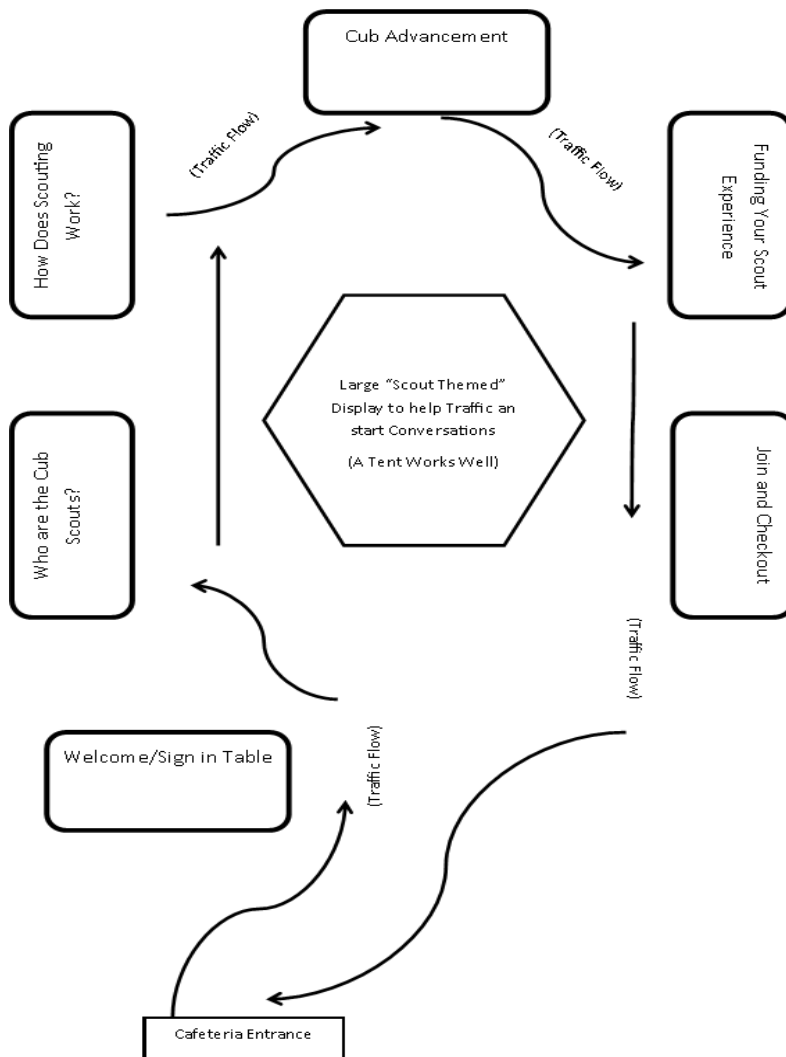 Cub Advancement
(Traffic Flow)
(Traffic Flow)
How Does Scouting
Work?
Funding Your Scout
Experience
Large “Scout Themed”
Display to help Traffic an
start Conversations
(A Tent Works Well)
Who are the Cub
Scouts?
Join and Checkout
(Traffic Flow)
Welcome/Sign in Table
(Traffic Flow)
Cafeteria Entrance